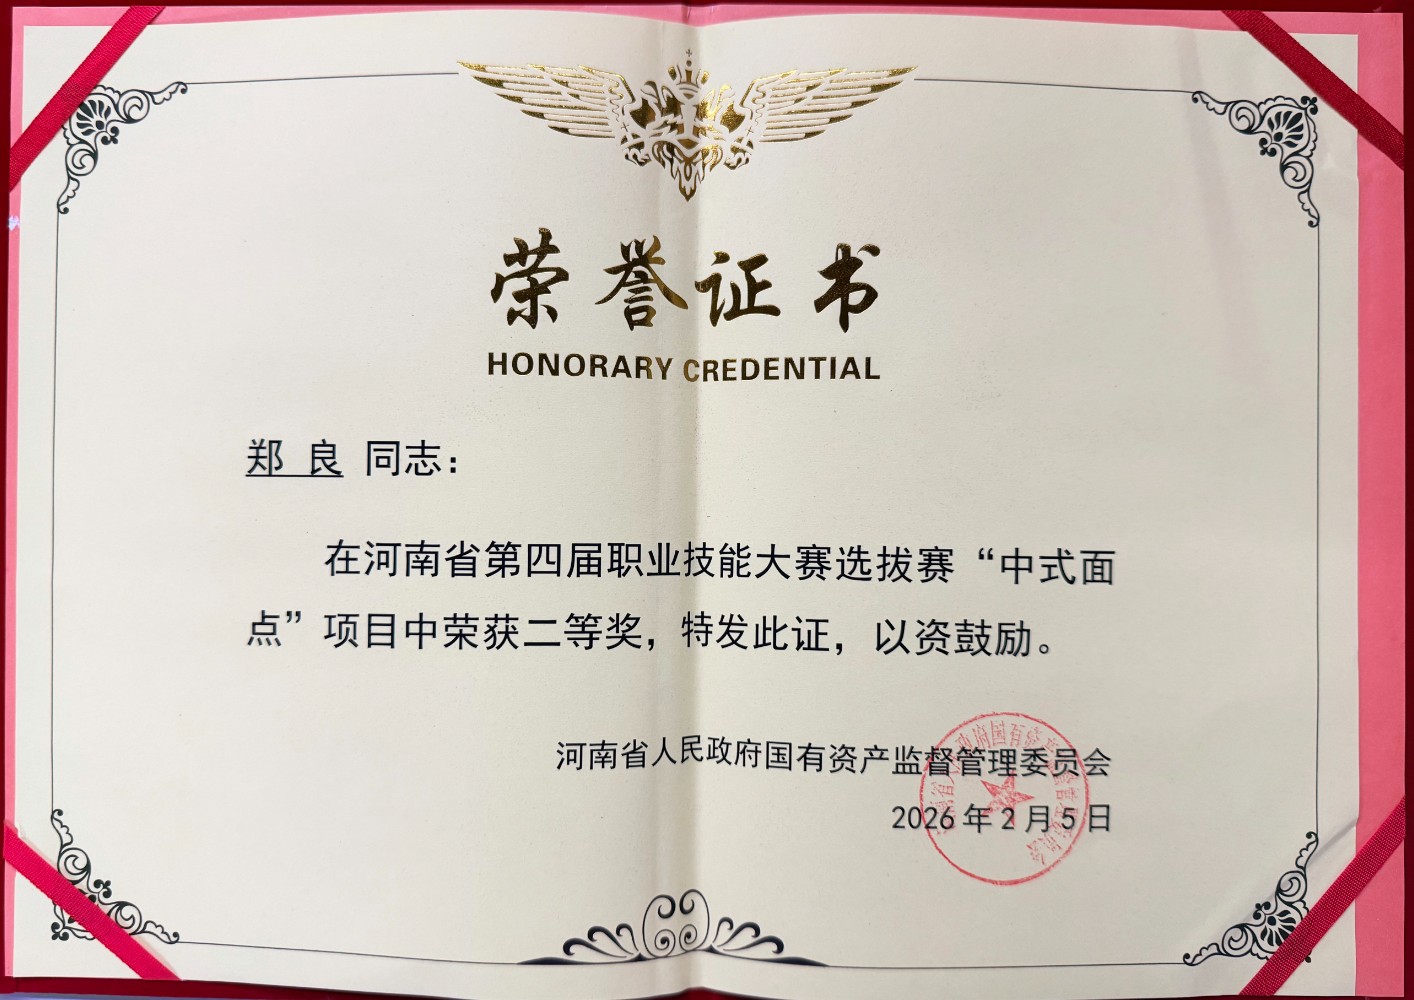 荣誉证书
HONORARY CREDENTIAL
郑 良 同志：
在河南省第四届职业技能大赛选拔赛“中式面
点”项目中荣获二等奖，特发此证，以资鼓励。
河南省人民政府国有资产监督管理委员会
2026 年 2 月 5 日